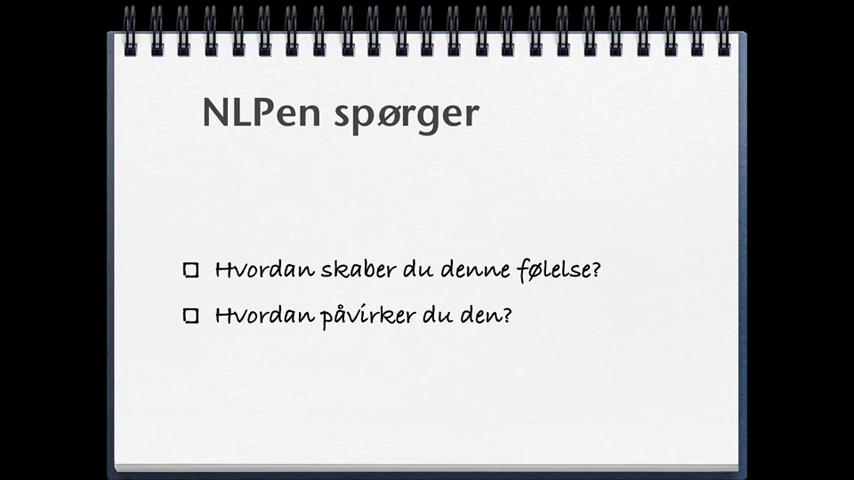 NLPen spørger
Hvordan skaber du denne følelse?
Hvordan påvirker du den?